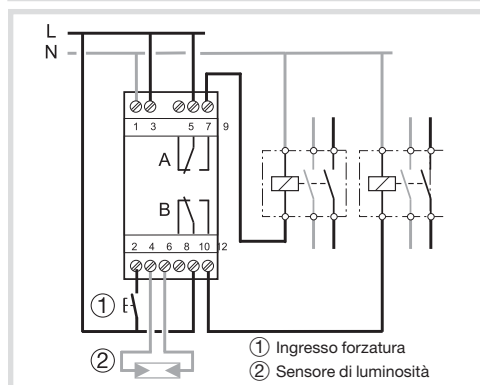 L
N
1 3 5 7 9
A
B
2 4 6 8 10 12
1
2
1 Ingresso forzatura
2 Sensore di luminosità